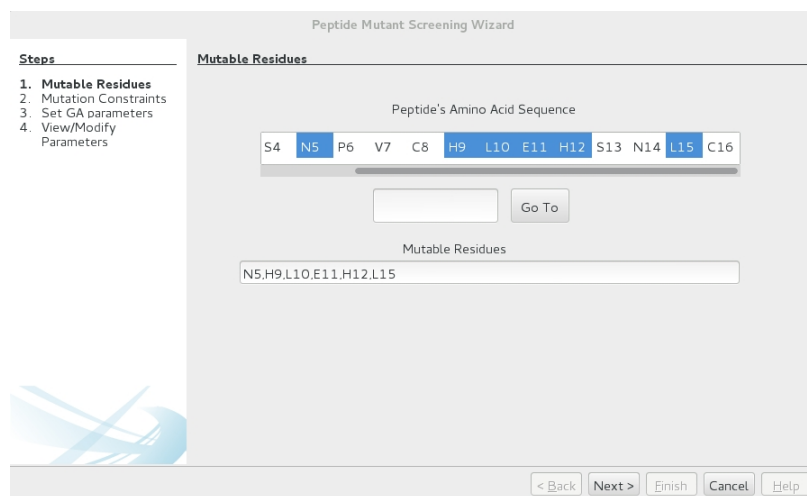 Peptide Mutant Screening Wizard
Steps
1. Mutable Residues
2. Mutation Constraints
3. Set GA parameters
4. View/Modify
Parameters
Mutable Residues
Peptide's Amino Acid Sequence
S4 N5 P6 V7 C8 H9 L10 E11 H12 S13 N14 L15 C16
Go To
Mutable Residues
N5,H9,L10,E11,H12,L15
< Back Next > Finish Cancel Help